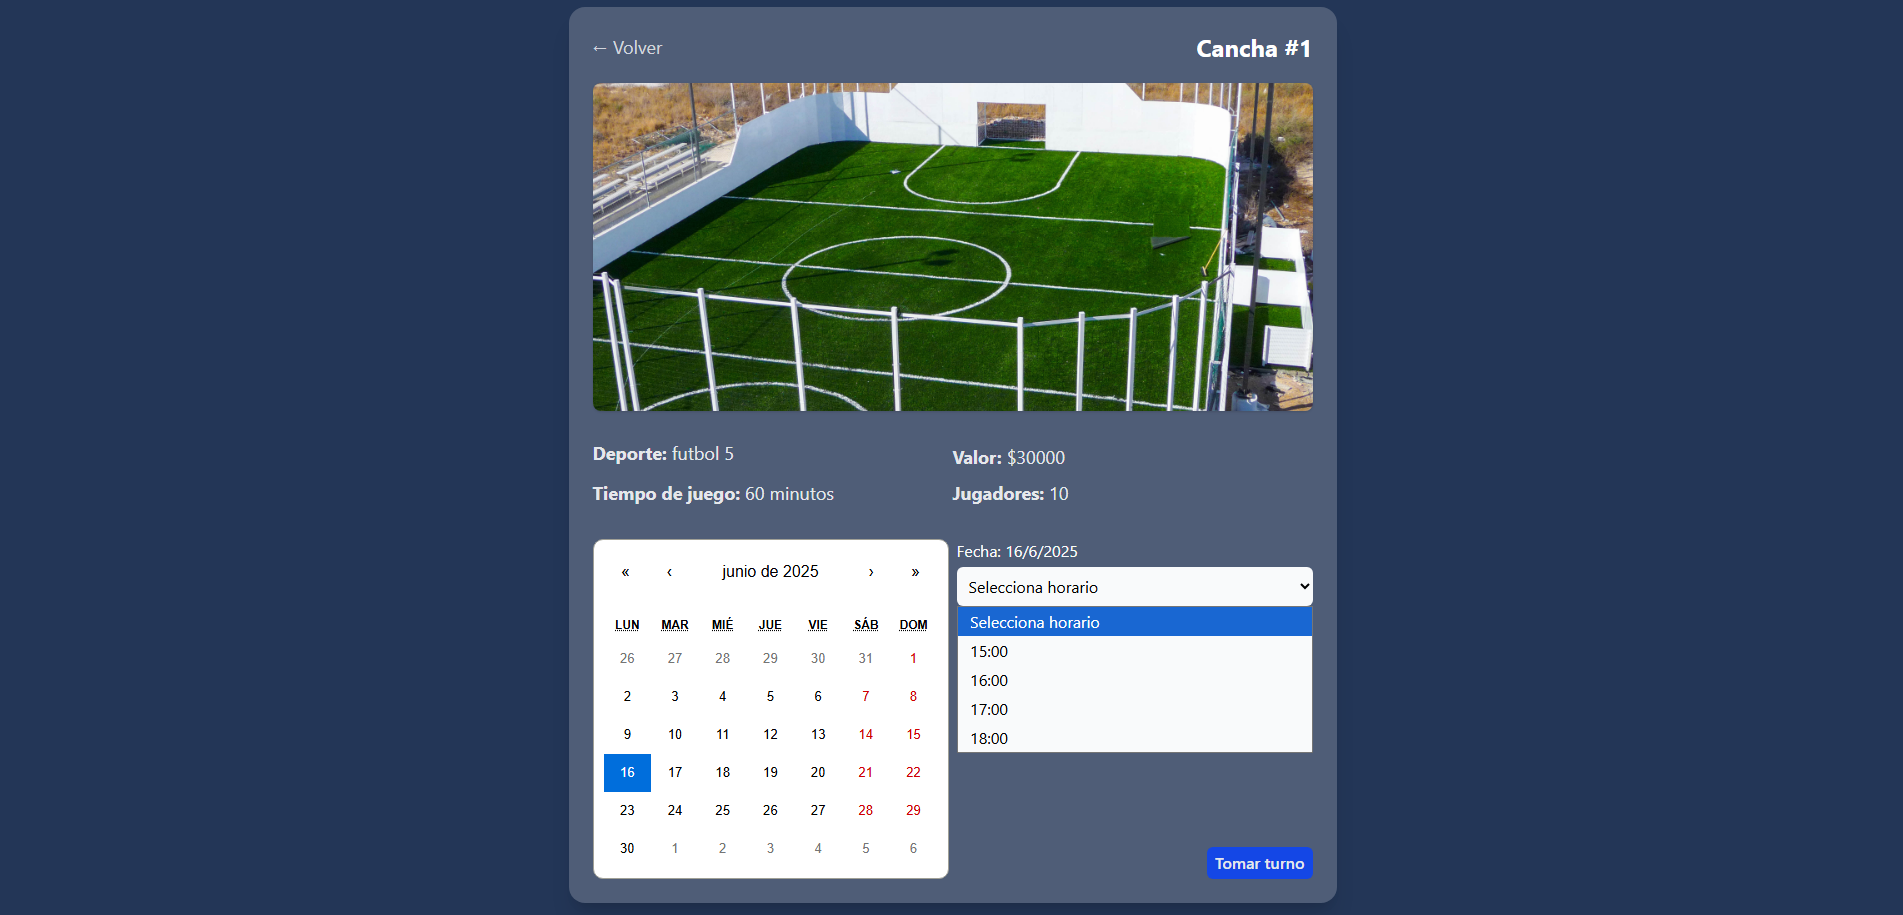 ← Volver
Cancha #1
Deporte: futbol 5
Valor: $30000
Tiempo de juego: 60 minutos
Jugadores: 10
« ‹ junio de 2025 › »
LUN MAR MIÉ JUE VIE SÁB DOM
26 27 28 29 30 31 1
2 3 4 5 6 7 8
9 10 11 12 13 14 15
16 17 18 19 20 21 22
23 24 25 26 27 28 29
30 1 2 3 4 5 6
Fecha: 16/6/2025
Selecciona horario
Selecciona horario
15:00
16:00
17:00
18:00
Tomar turno